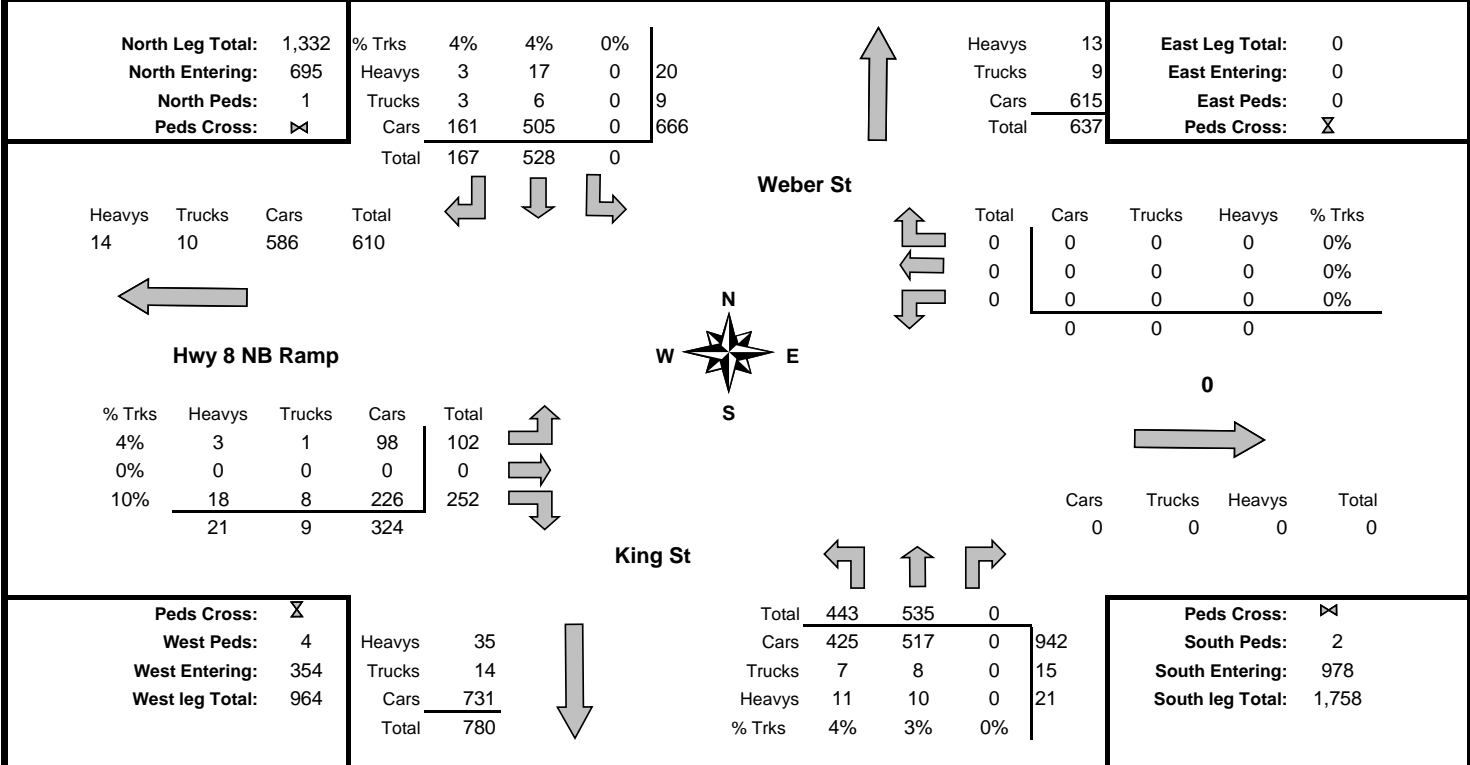 North Leg Total: 1,332
North Entering: 695
North Peds: 1
Peds Cross: ⋈
% Trks 4% 4% 0%
Heavys 3 17 0 20
Trucks 3 6 0 9
Cars 161 505 0 666
Total 167 528 0
Heavys 13
Trucks 9
Cars 615
Total 637
East Leg Total: 0
East Entering: 0
East Peds: 0
Peds Cross: ⧖
Weber St
Heavys Trucks Cars Total
14 10 586 610
Total Cars Trucks Heavys % Trks
0 0 0 0 0%
0 0 0 0 0%
0 0 0 0 0%
0 0 0
N
W E
S
Hwy 8 NB Ramp
0
% Trks Heavys Trucks Cars Total
4% 3 1 98 102
0% 0 0 0 0
10% 18 8 226 252
21 9 324
Cars Trucks Heavys Total
0 0 0 0
King St
Peds Cross: ⧖
West Peds: 4
West Entering: 354
West leg Total: 964
Heavys 35
Trucks 14
Cars 731
Total 780
Total 443 535 0
Cars 425 517 0 942
Trucks 7 8 0 15
Heavys 11 10 0 21
% Trks 4% 3% 0%
Peds Cross: ⋈
South Peds: 2
South Entering: 978
South leg Total: 1,758